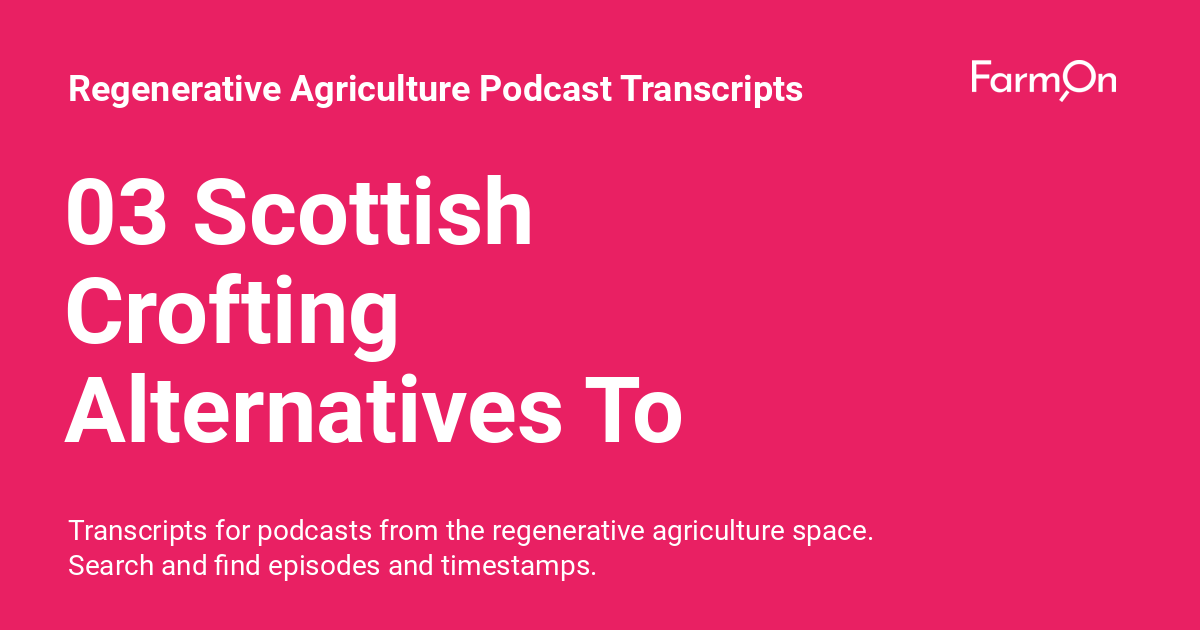 Regenerative Agriculture Podcast Transcripts
FarmOn
03 Scottish
Crofting
Alternatives To
Transcripts for podcasts from the regenerative agriculture space.
Search and find episodes and timestamps.